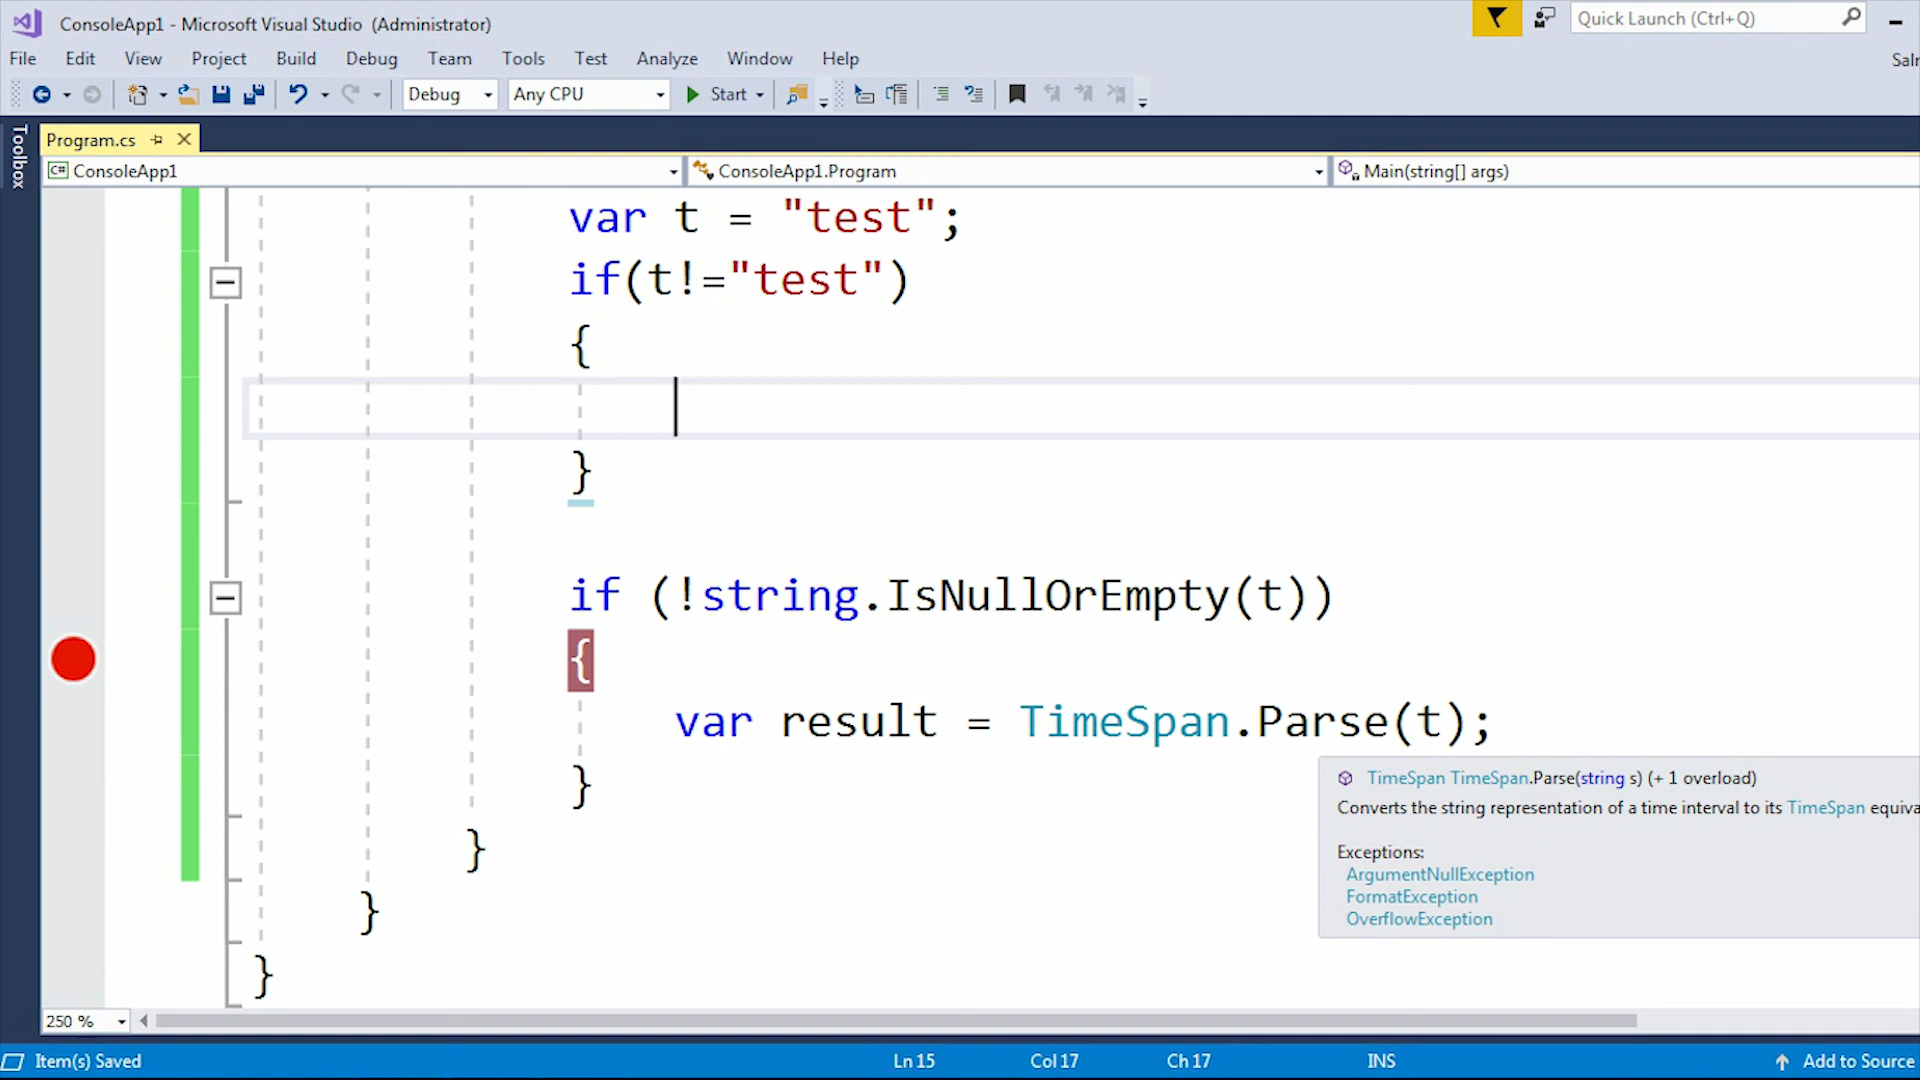 ConsoleApp1 - Microsoft Visual Studio (Administrator)
Quick Launch (Ctrl+Q)
File Edit View Project Build Debug Team Tools Test Analyze Window Help
Debug Any CPU Start
Toolbox
Program.cs
C# ConsoleApp1 ConsoleApp1.Program Main(string[] args)
var t = "test";
if(t!="test")
{
}
if (!string.IsNullOrEmpty(t))
{
var result = TimeSpan.Parse(t);
}
TimeSpan TimeSpan.Parse(string s) (+ 1 overload)
Converts the string representation of a time interval to its TimeSpan equiva
Exceptions:
ArgumentNullException
FormatException
OverflowException
}
}
}
250 %
Item(s) Saved Ln 15 Col 17 Ch 17 INS Add to Source